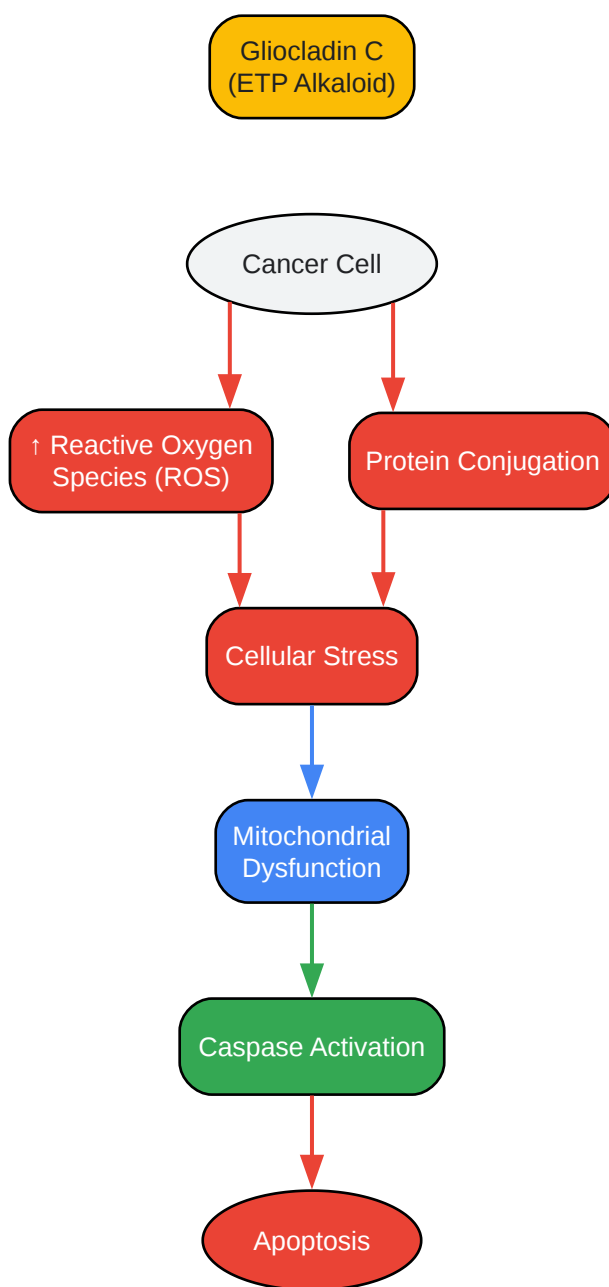 Gliocladin C
(ETP Alkaloid)
Cancer Cell
↑ Reactive Oxygen
Species (ROS)
Protein Conjugation
Cellular Stress
Mitochondrial
Dysfunction
Caspase Activation
Apoptosis